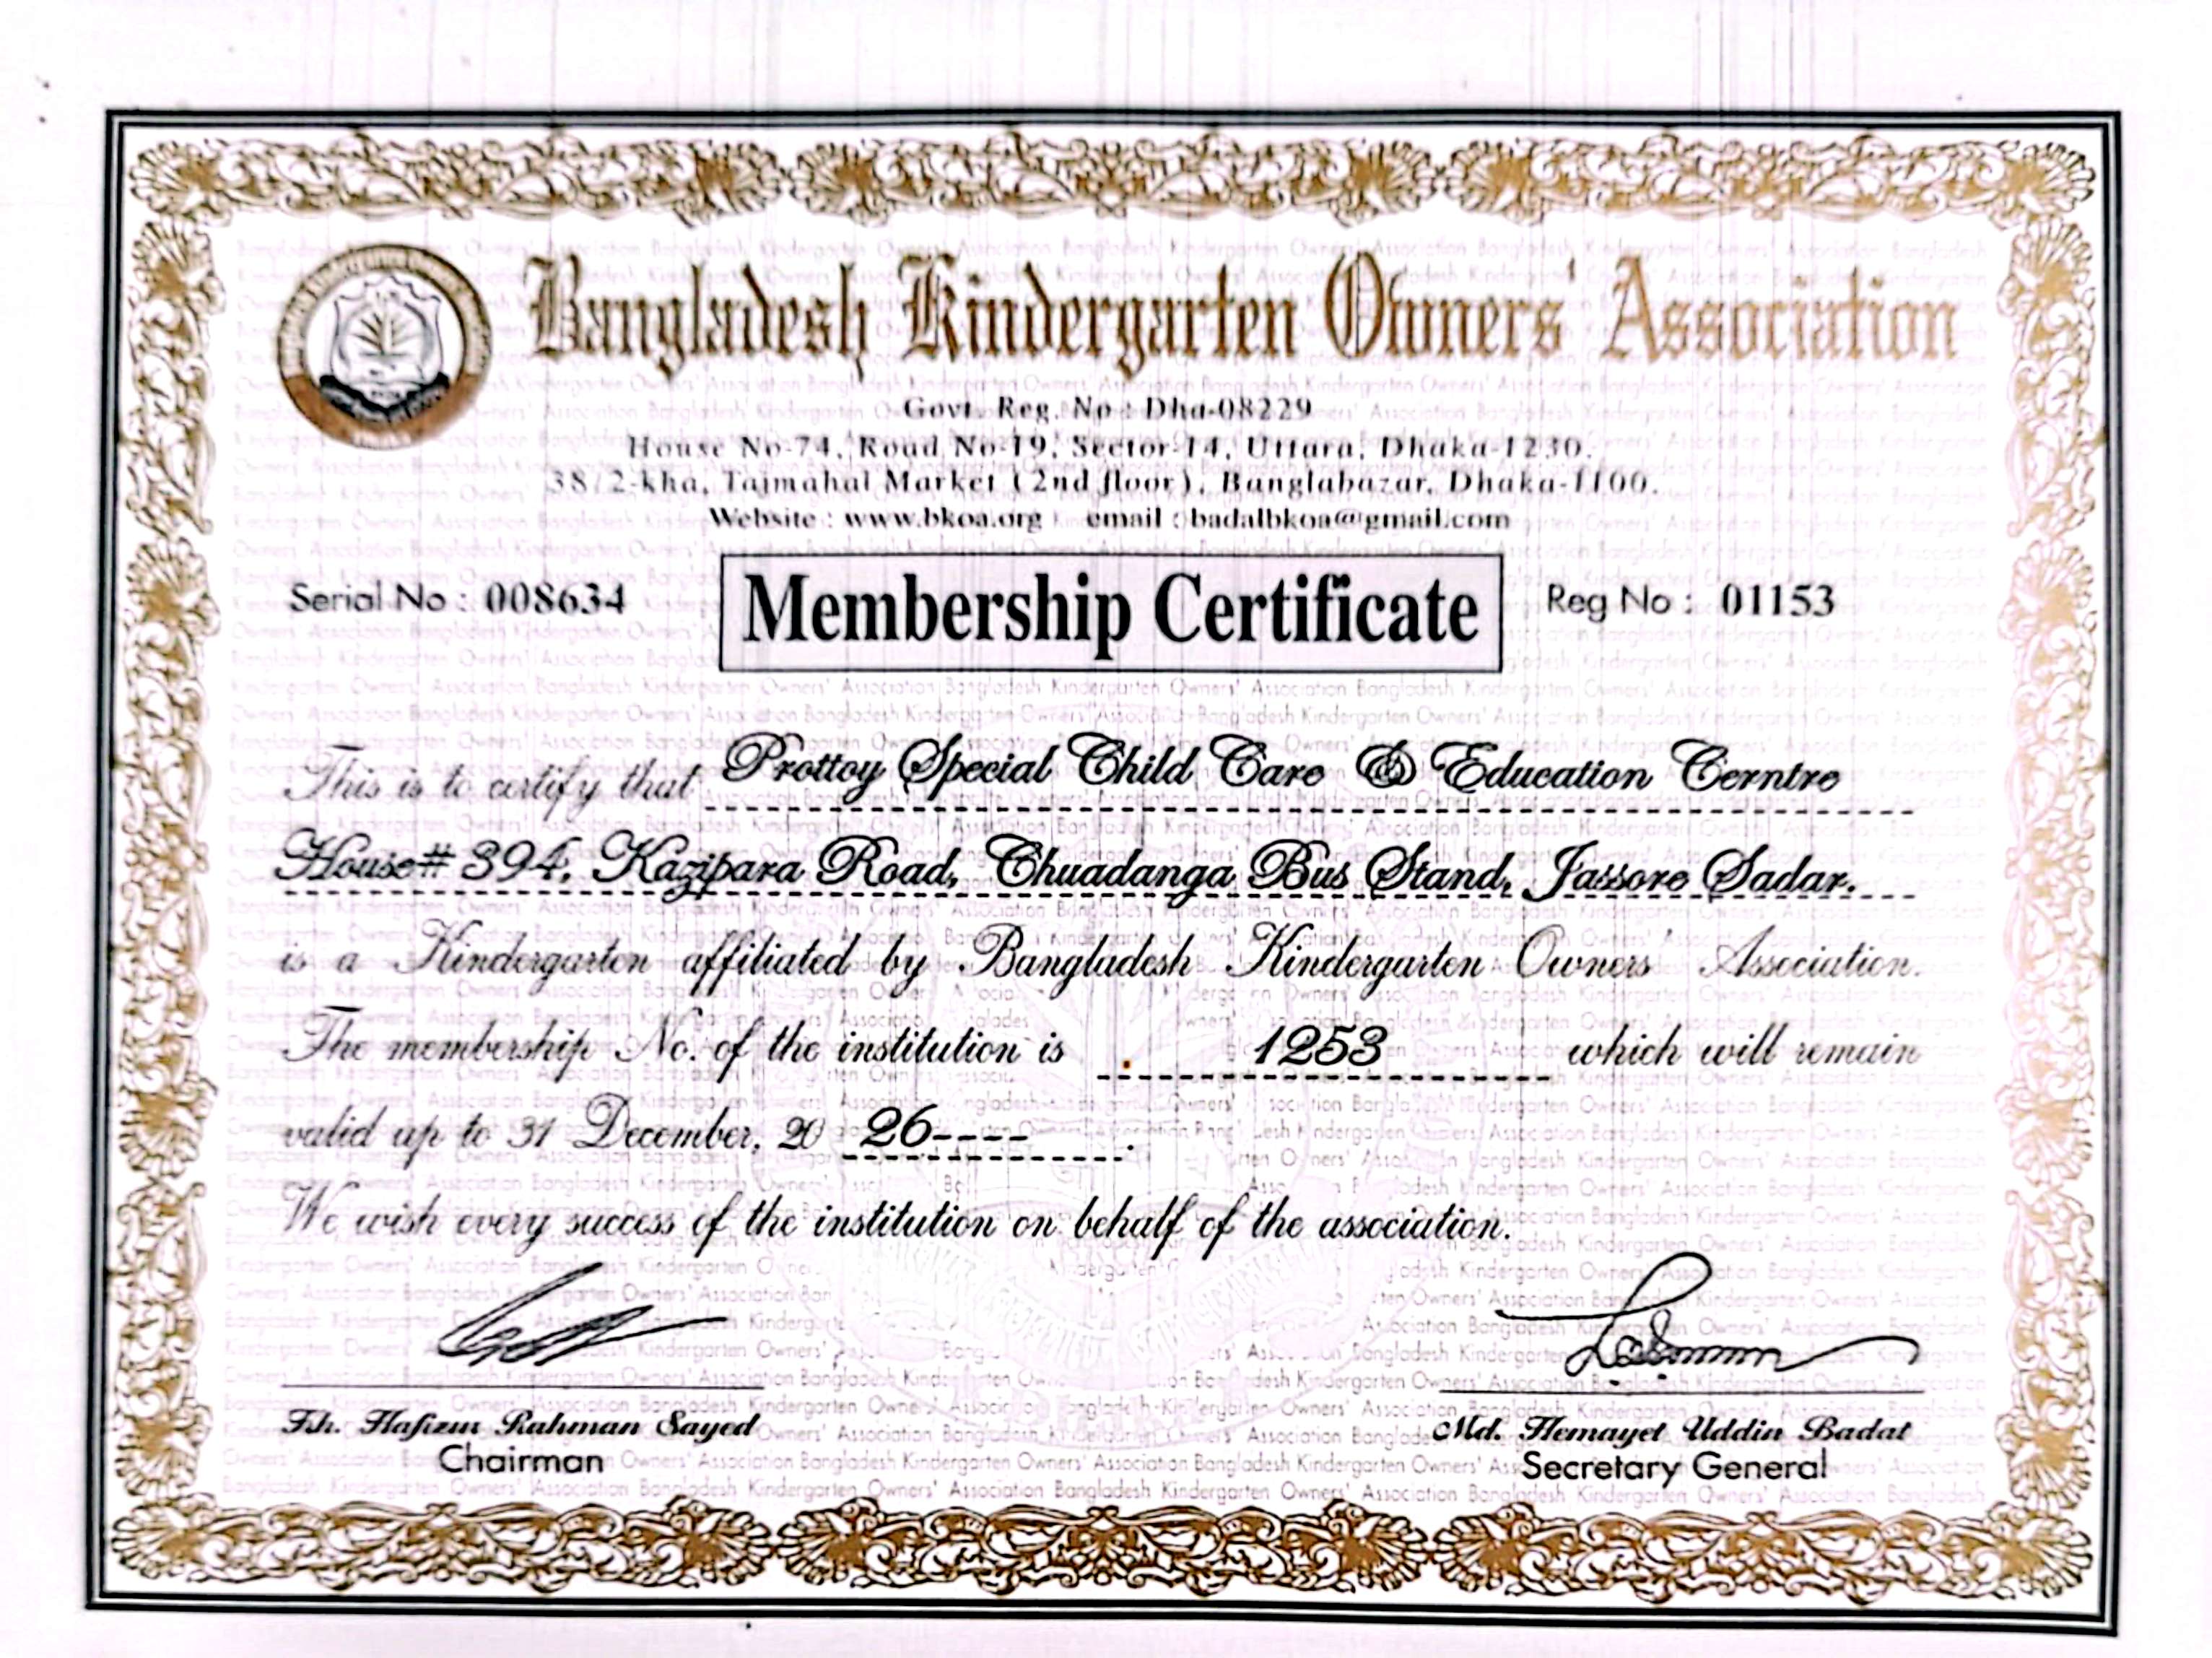 Bangladesh Kindergarten Owners' Association
Govt. Reg. No : Dha-08229
House No-74, Road No-19, Sector-14, Uttara, Dhaka-1230.
38/2-kha, Tajmahal Market (2nd floor), Banglabazar, Dhaka-1100.
Website : www.bkoa.org email : badalbkoa@gmail.com
Serial No : 008634 Membership Certificate Reg No : 01153
This is to certify that Prottoy Special Child Care & Education Cerntre
House# 394, Kazipara Road, Chuadanga Bus Stand, Jassore Sadar.
is a Kindergarten affiliated by Bangladesh Kindergarten Owners' Association.
The membership No. of the institution is 1253 which will remain
valid up to 31 December, 20 26----
We wish every success of the institution on behalf of the association.
Hafizur Rahman Sayed Md. Hemayet Uddin Badal
Chairman Secretary General